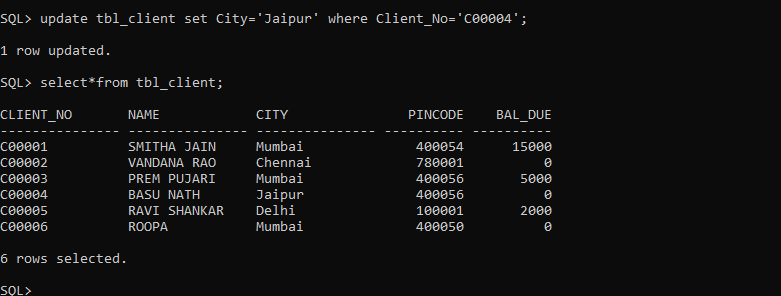 SQL> update tbl_client set City='Jaipur' where Client_No='C00004';
1 row updated.
SQL> select*from tbl_client;
CLIENT_NO       NAME            CITY               PINCODE    BAL_DUE
--------------- --------------- --------------- ---------- ----------
C00001          SMITHA JAIN     Mumbai              400054      15000
C00002          VANDANA RAO     Chennai             780001          0
C00003          PREM PUJARI     Mumbai              400056       5000
C00004          BASU NATH       Jaipur              400056          0
C00005          RAVI SHANKAR    Delhi               100001       2000
C00006          ROOPA           Mumbai              400050          0
6 rows selected.
SQL>